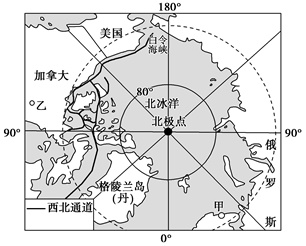 180°
美国
白令
海峡
加拿大
乙
80°
北冰洋
北极点
90°
90°
俄
罗
斯
格陵兰岛
(丹)
甲
西北通道
0°